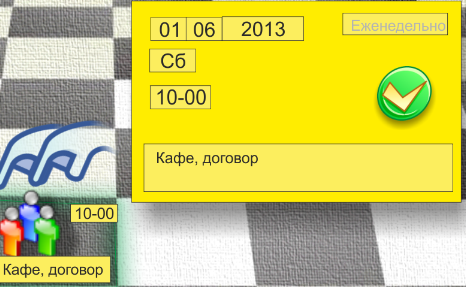 01 06 2013
Еженедельно
Сб
10-00
Кафе, договор
10-00
Кафе, договор